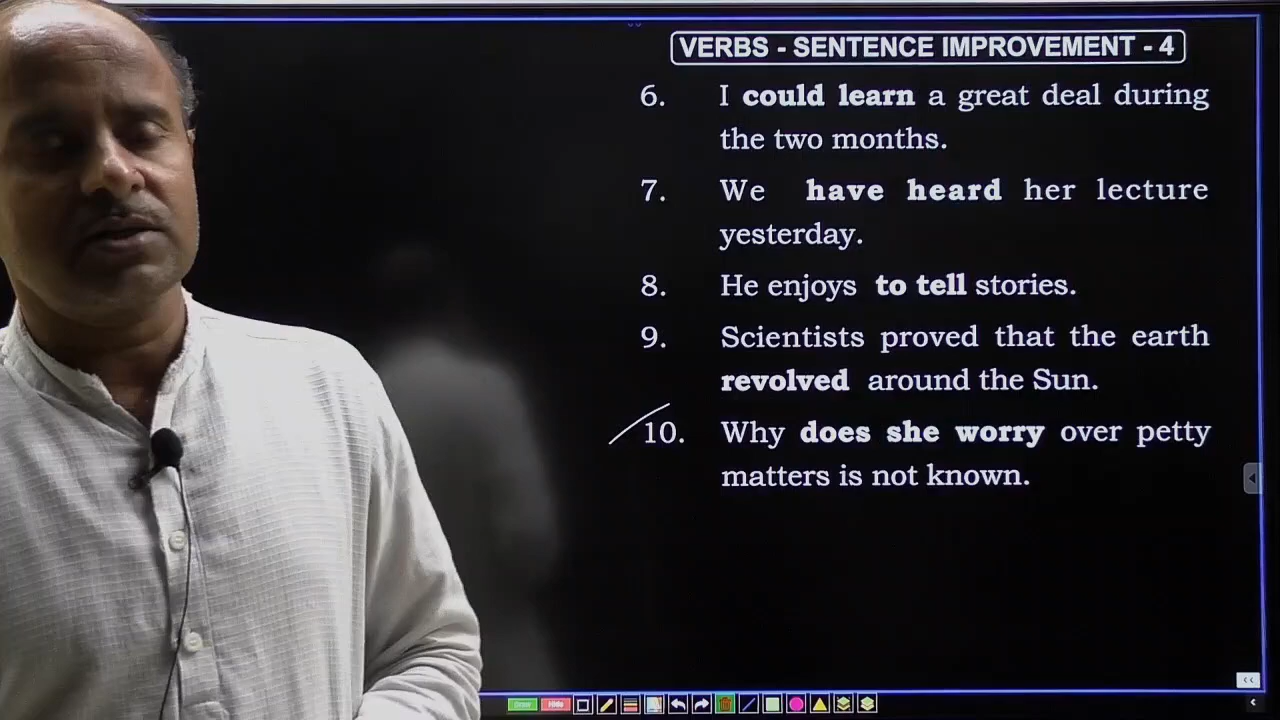 VERBS - SENTENCE IMPROVEMENT - 4
6. I could learn a great deal during
the two months.
7. We have heard her lecture
yesterday.
8. He enjoys to tell stories.
9. Scientists proved that the earth
revolved around the Sun.
10. Why does she worry over petty
matters is not known.